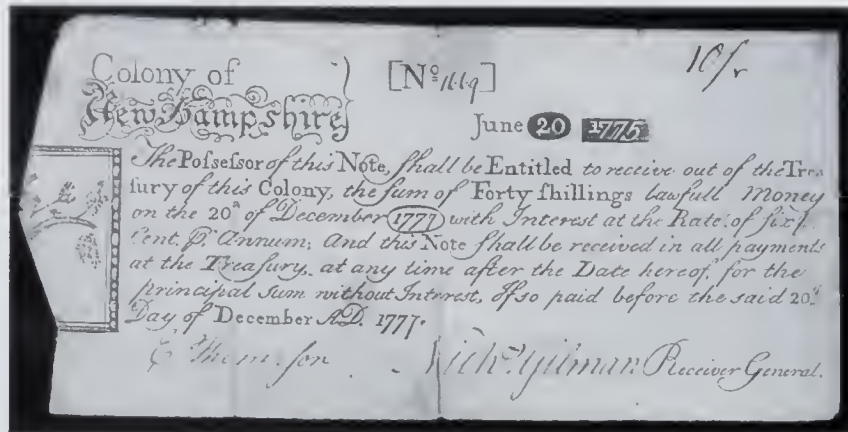 Colony of
New Hampshire
[No 1669]
10/
June 20 1775
The Possessor of this Note, shall be Entitled to receive out of the Trea
sury of this Colony, the sum of Forty shillings lawfull Money
on the 20th of December 1777 with Interest at the Rate of six
Cent. P. Annum; And this Note shall be received in all payments
at the Treasury, at any time after the Date hereof, for the
principal Sum without Interest, If so paid before the said 20th
Day of December A.D. 1777.
E Thompson
Nichs. Gilman Receiver General.